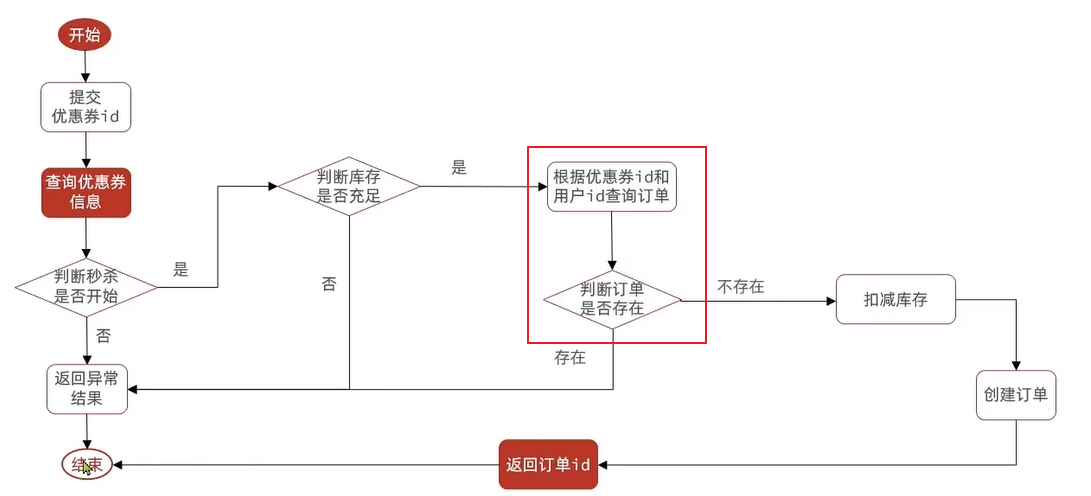 开始
提交
优惠券id
查询优惠券
信息
判断秒杀
是否开始
是
否
判断库存
是否充足
是
否
根据优惠券id和
用户id查询订单
判断订单
是否存在
不存在
存在
扣减库存
创建订单
返回异常
结果
返回订单id
结束